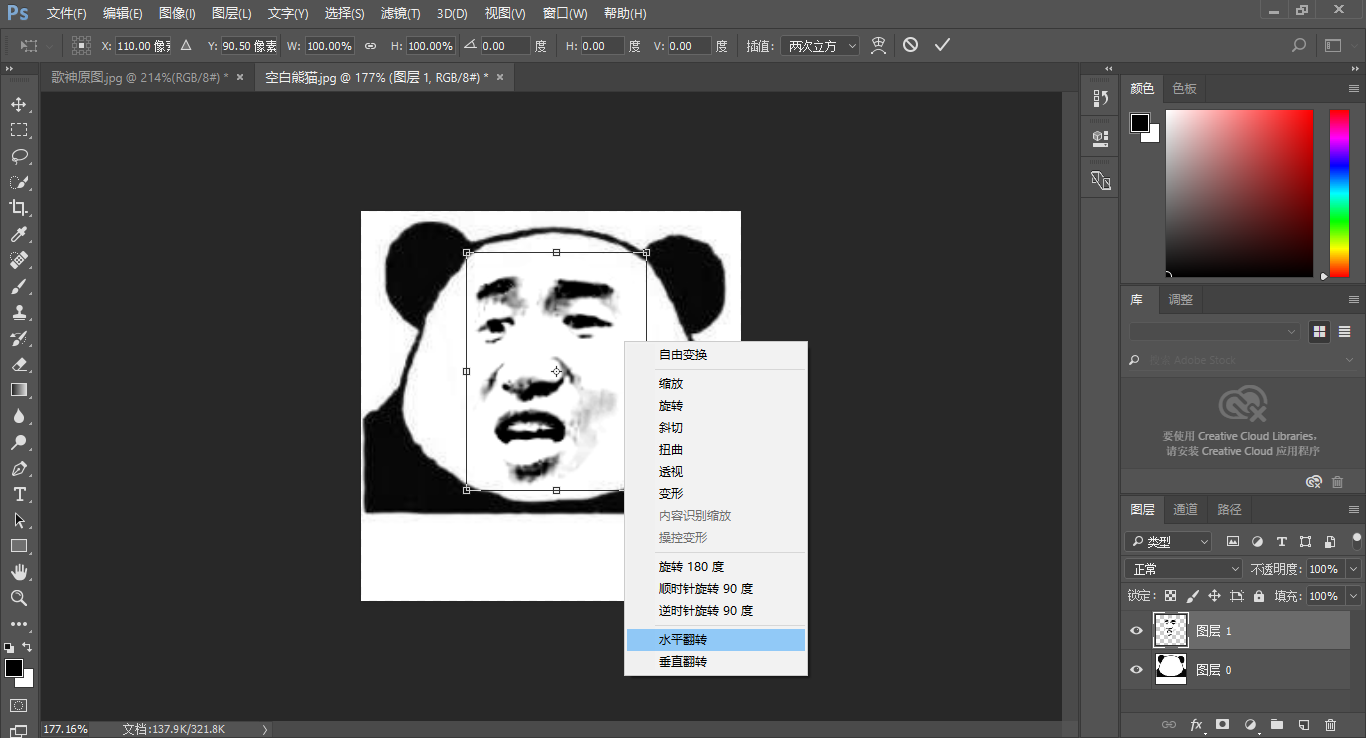 Ps 文件(F) 编辑(E) 图像(I) 图层(L) 文字(Y) 选择(S) 滤镜(T) 3D(D) 视图(V) 窗口(W) 帮助(H)
X: 110.00 像素 Y: 90.50 像素 W: 100.00% H: 100.00% 0.00 度 H: 0.00 度 V: 0.00 度 插值: 两次立方
歌神原图.jpg @ 214%(RGB/8#) * × 空白熊猫.jpg @ 177% (图层 1, RGB/8#) * ×
颜色 色板
库 调整
搜索 Adobe Stock
要使用 Creative Cloud Libraries，
请安装 Creative Cloud 应用程序
自由变换
缩放
旋转
斜切
扭曲
透视
变形
内容识别缩放
操控变形
旋转 180 度
顺时针旋转 90 度
逆时针旋转 90 度
水平翻转
垂直翻转
图层 通道 路径
类型
正常 不透明度: 100%
锁定: 填充: 100%
图层 1
图层 0
fx
177.16% 文档:137.9K/321.8K